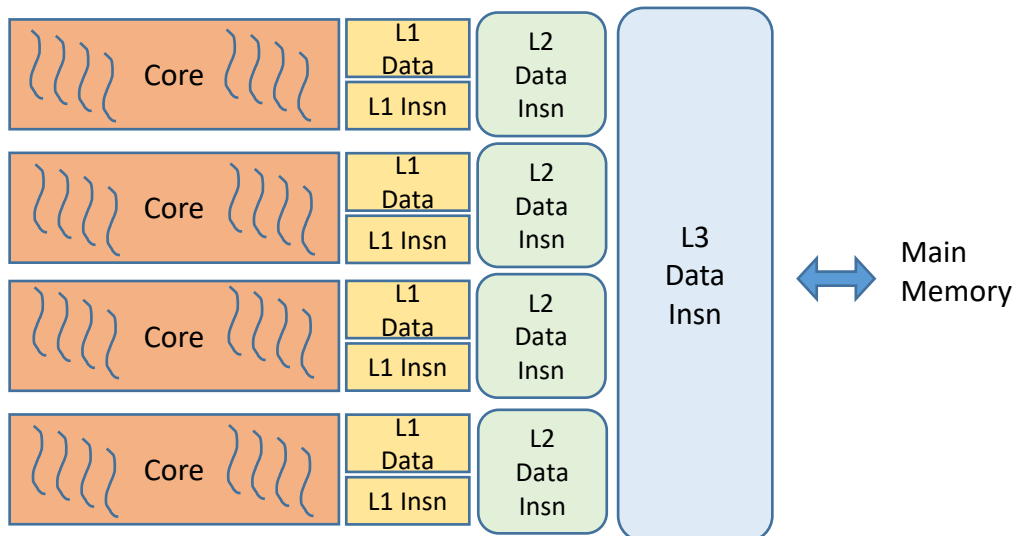 Core
L1
Data
L1 Insn
L2
Data
Insn
Core
L1
Data
L1 Insn
L2
Data
Insn
Core
L1
Data
L1 Insn
L2
Data
Insn
Core
L1
Data
L1 Insn
L2
Data
Insn
L3
Data
Insn
Main
Memory